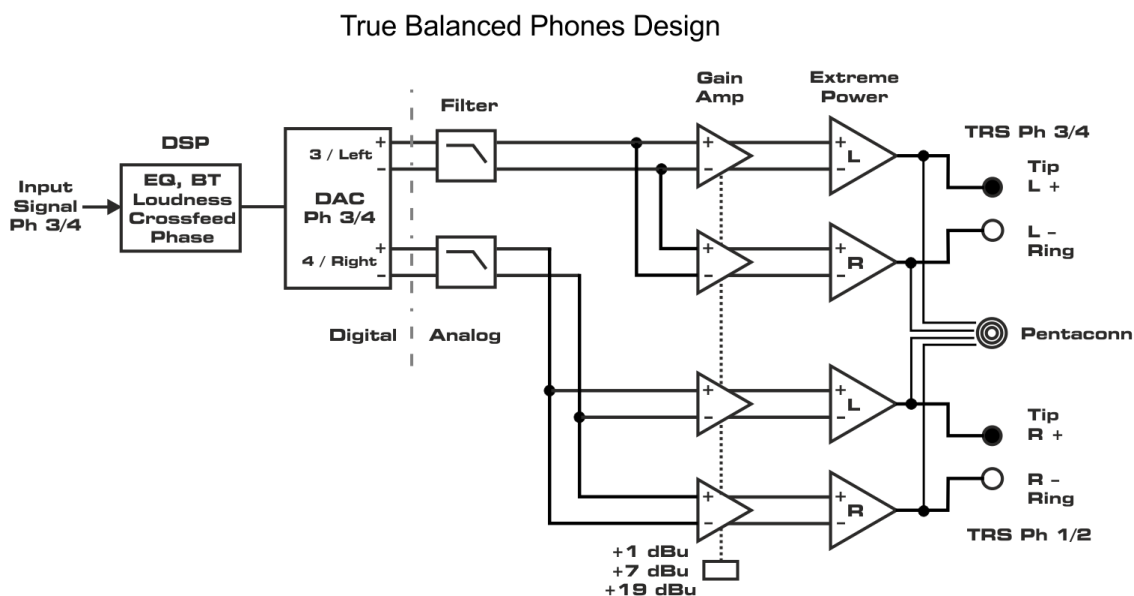 True Balanced Phones Design
Gain
Amp
Extreme
Power
Filter
DSP
TRS Ph 3/4
Input
Signal
Ph 3/4
EQ, BT
Loudness
Crossfeed
Phase
3 / Left
+
−
DAC
Ph 3/4
4 / Right
+
−
Digital
Analog
+
−
+
−
L
+
−
+
−
R
+
−
+
−
L
+
−
+
−
R
Tip
L +
L −
Ring
Pentaconn
Tip
R +
R −
Ring
TRS Ph 1/2
+1 dBu
+7 dBu
+19 dBu